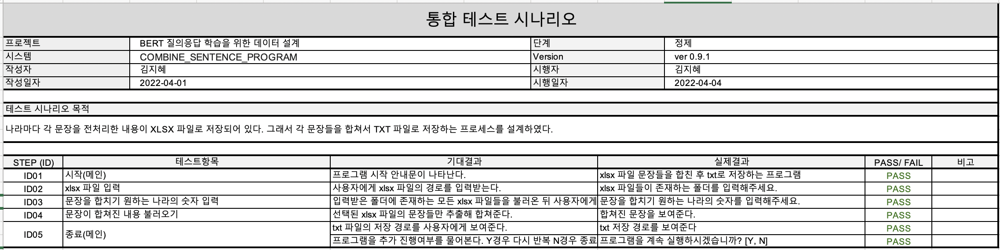 통합 테스트 시나리오
프로젝트 BERT 질의응답 학습을 위한 데이터 설계 단계 정제
시스템 COMBINE_SENTENCE_PROGRAM Version ver 0.9.1
작성자 김지혜 시행자 김지혜
작성일자 2022-04-01 시행일자 2022-04-04
테스트 시나리오 목적
나라마다 각 문장을 전처리한 내용이 XLSX 파일로 저장되어 있다. 그래서 각 문장들을 합쳐서 TXT 파일로 저장하는 프로세스를 설계하였다.
STEP (ID) 테스트항목 기대결과 실제결과 PASS/ FAIL 비고
ID01 시작(메인) 프로그램 시작 안내문이 나타난다. xlsx 파일 문장들을 합친 후 txt로 저장하는 프로그램 PASS
ID02 xlsx 파일 입력 사용자에게 xlsx 파일의 경로를 입력받는다. xlsx 파일들이 존재하는 폴더를 입력해주세요. PASS
ID03 문장을 합치기 원하는 나라의 숫자 입력 입력받은 폴더에 존재하는 모든 xlsx 파일들을 불러온 뒤 사용자에게 문장을 합치기 원하는 나라의 숫자를 입력해주세요. PASS
ID04 문장이 합쳐진 내용 불러오기 선택된 xlsx 파일의 문장들만 추출해 합쳐준다. 합쳐진 문장을 보여준다. PASS
ID05 종료(메인) txt 파일의 저장 경로를 사용자에게 보여준다. txt 저장 경로를 보여준다 PASS
프로그램을 추가 진행여부를 물어본다. Y경우 다시 반복 N경우 종료 프로그램을 계속 실행하시겠습니까? [Y, N] PASS